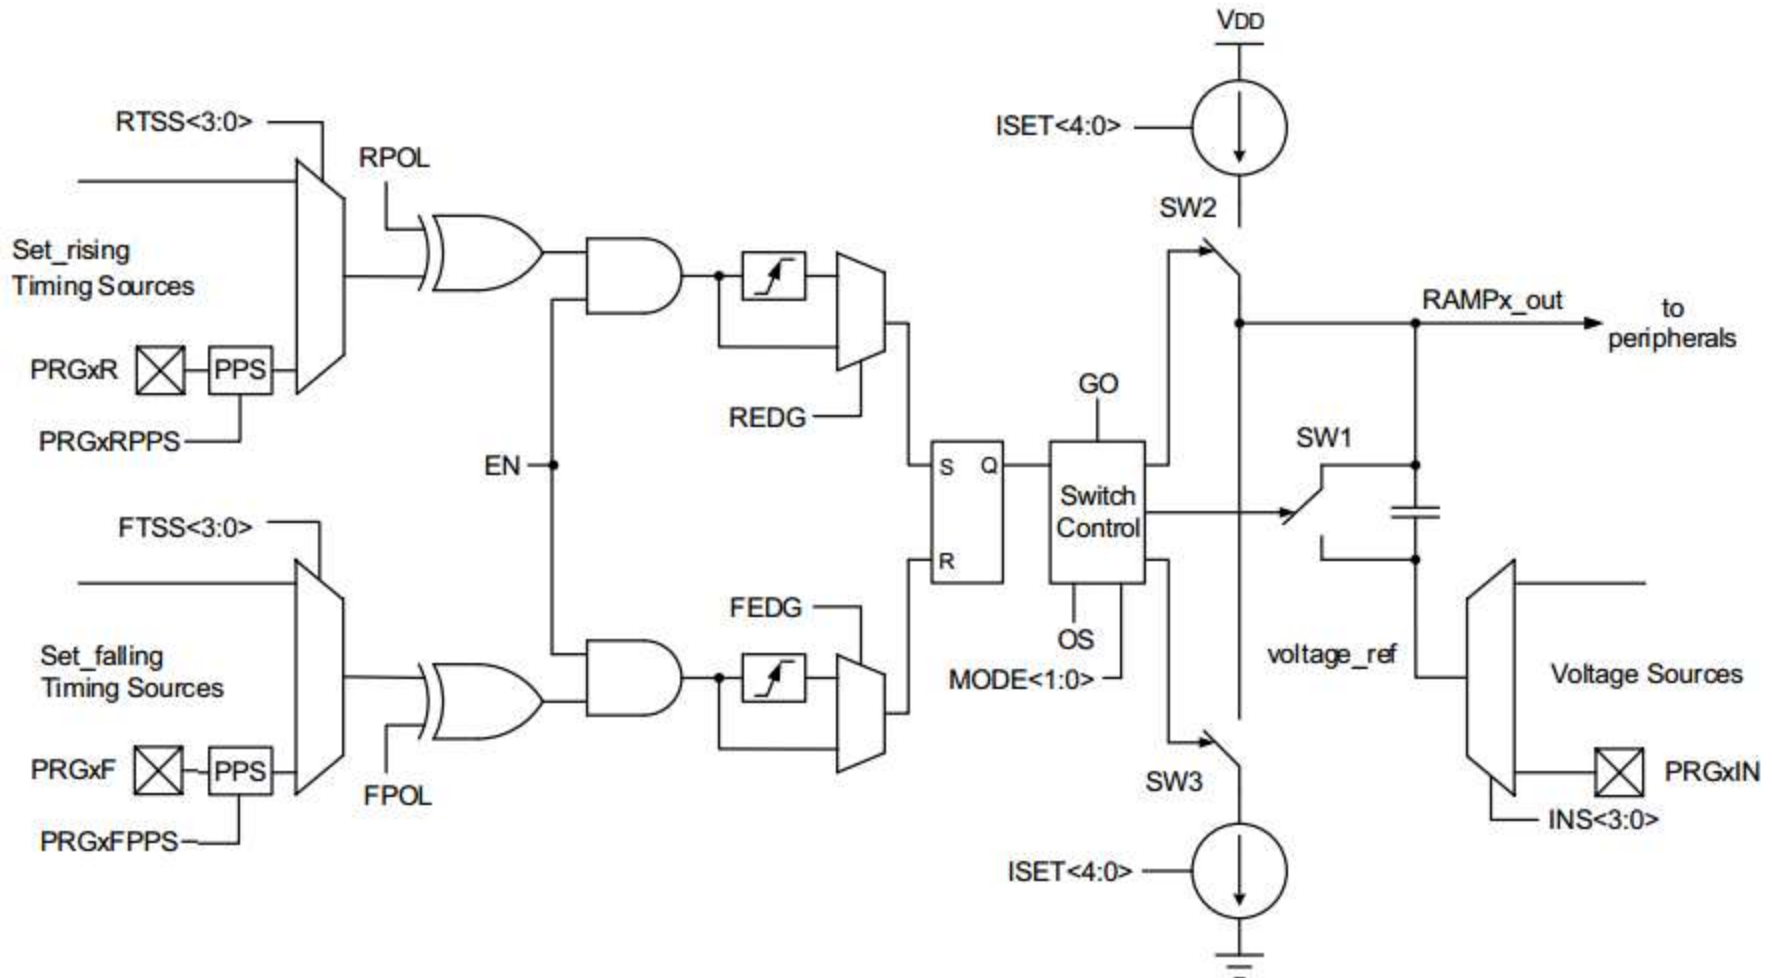 VDD
ISET<4:0>
RTSS<3:0>
RPOL
SW2
Set_rising
Timing Sources
RAMPx_out
to
peripherals
PRGxR
PPS
GO
REDG
PRGxRPPS
SW1
EN
S
Q
Switch
Control
FTSS<3:0>
R
FEDG
OS
Set_falling
Timing Sources
MODE<1:0>
voltage_ref
Voltage Sources
PRGxF
PPS
SW3
PRGxIN
FPOL
INS<3:0>
PRGxFPPS
ISET<4:0>